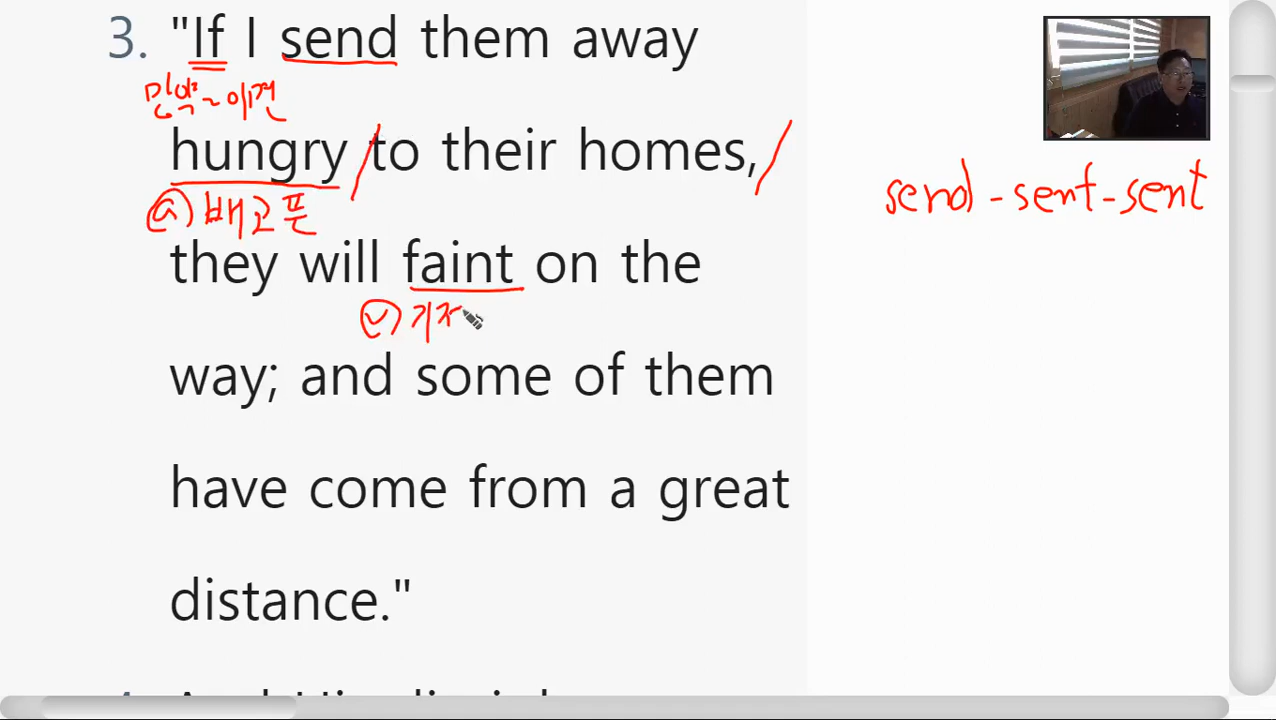 3. "If I send them away
만약~이면
hungry / to their homes, /
send - sent - sent
ⓐ 배고픈
they will faint on the
ⓥ 기자
way; and some of them
have come from a great
distance."